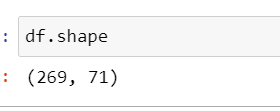 : df.shape
: (269, 71)